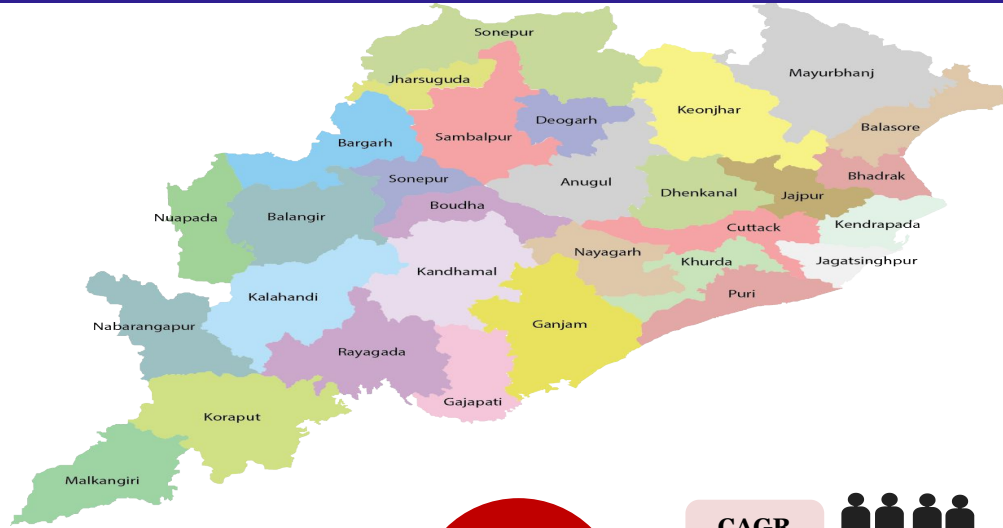 Sonepur
Mayurbhanj
Jharsuguda
Keonjhar
Deogarh
Balasore
Sambalpur
Bargarh
Bhadrak
Sonepur
Anugul
Dhenkanal
Jajpur
Boudha
Nuapada
Balangir
Kendrapada
Cuttack
Nayagarh
Khurda
Jagatsinghpur
Kandhamal
Puri
Kalahandi
Nabarangapur
Ganjam
Rayagada
Gajapati
Koraput
Malkangiri
CAGR